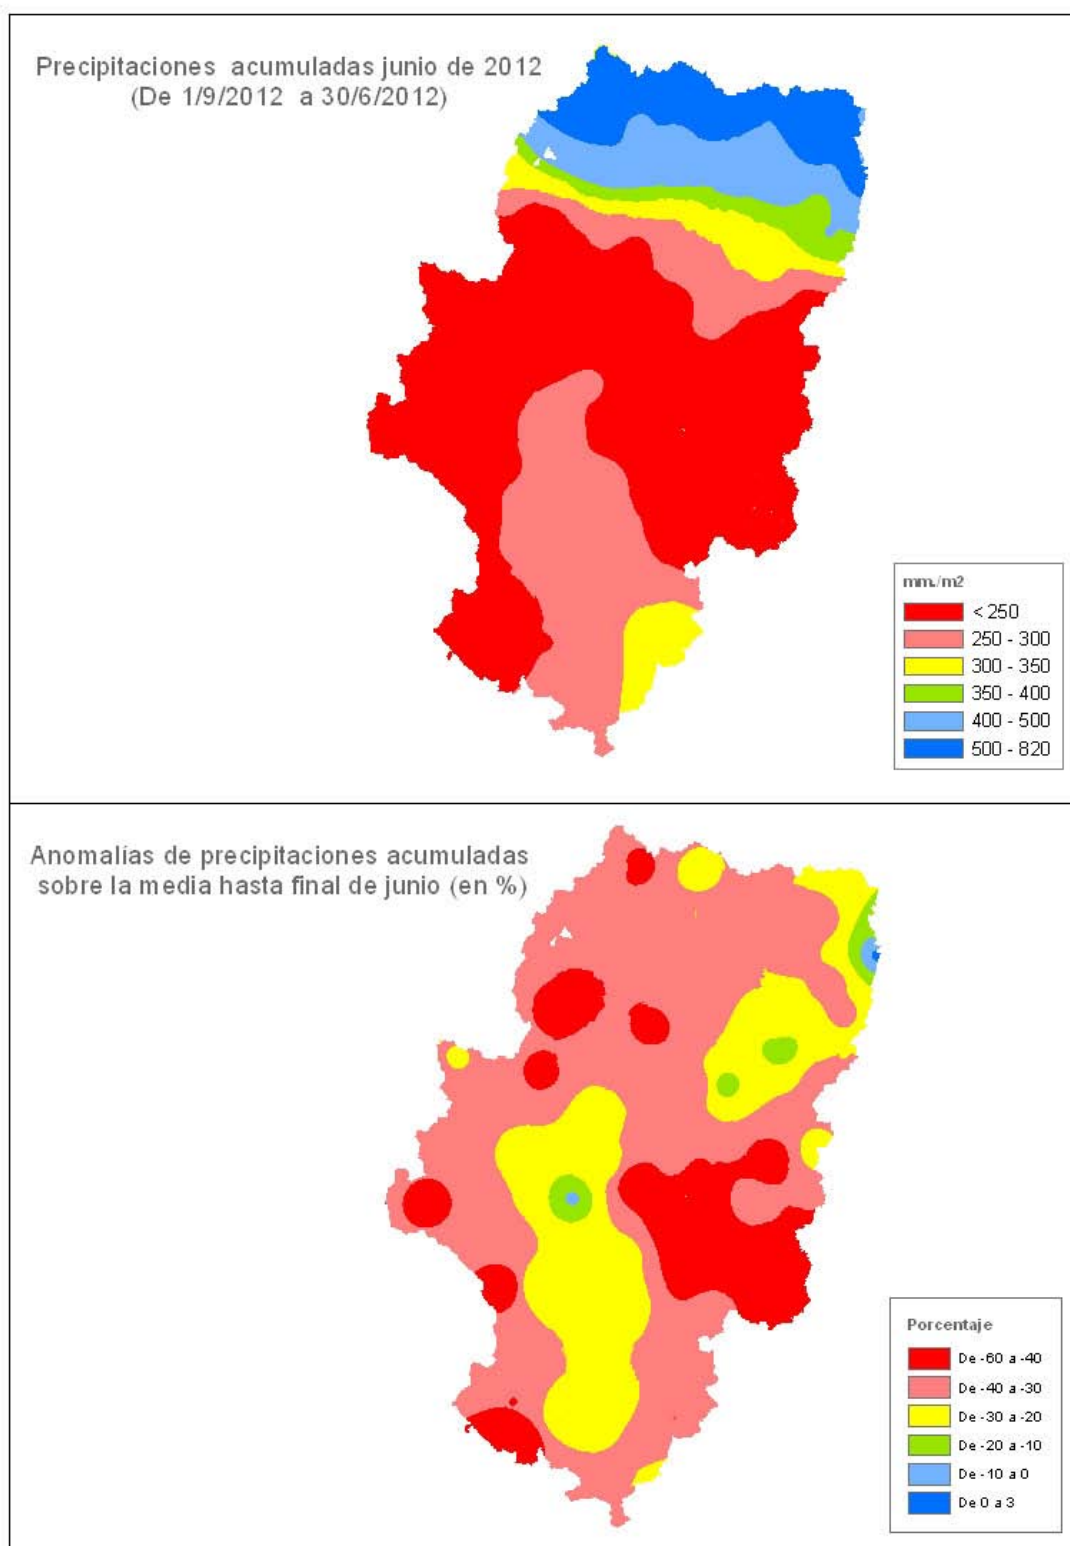 Precipitaciones acumuladas junio de 2012
(De 1/9/2012 a 30/6/2012)
mm./m2
< 250
250 - 300
300 - 350
350 - 400
400 - 500
500 - 820
Anomalías de precipitaciones acumuladas
sobre la media hasta final de junio (en %)
Porcentaje
De -60 a -40
De -40 a -30
De -30 a -20
De -20 a -10
De -10 a 0
De 0 a 3